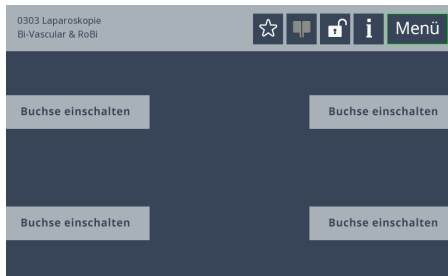 0303 Laparoskopie
Bi-Vascular & RoBi
i Menü
Buchse einschalten Buchse einschalten
Buchse einschalten Buchse einschalten